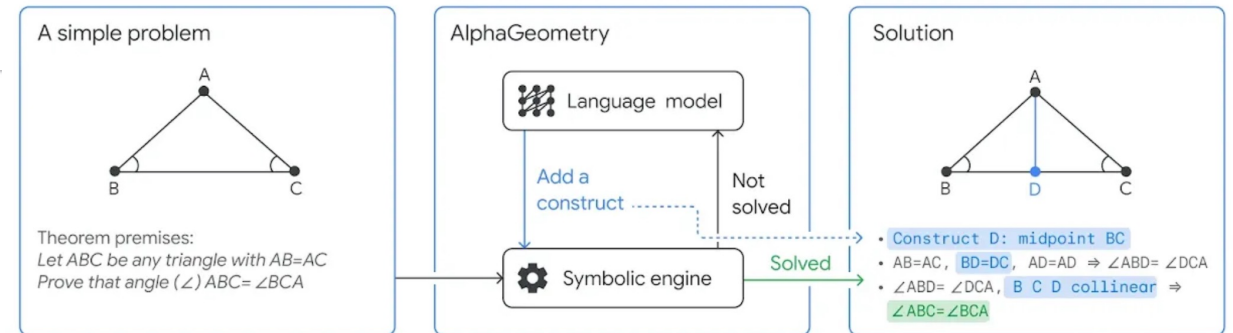 A simple problem
A
B
C
Theorem premises:
Let ABC be any triangle with AB=AC
Prove that angle (∠) ABC= ∠BCA
AlphaGeometry
Language model
Add a
construct
Not
solved
Symbolic engine
Solved
Solution
A
B
D
C
• Construct D: midpoint BC
• AB=AC, BD=DC, AD=AD ⇒ ∠ABD= ∠DCA
• ∠ABD= ∠DCA, B C D collinear ⇒
∠ABC=∠BCA